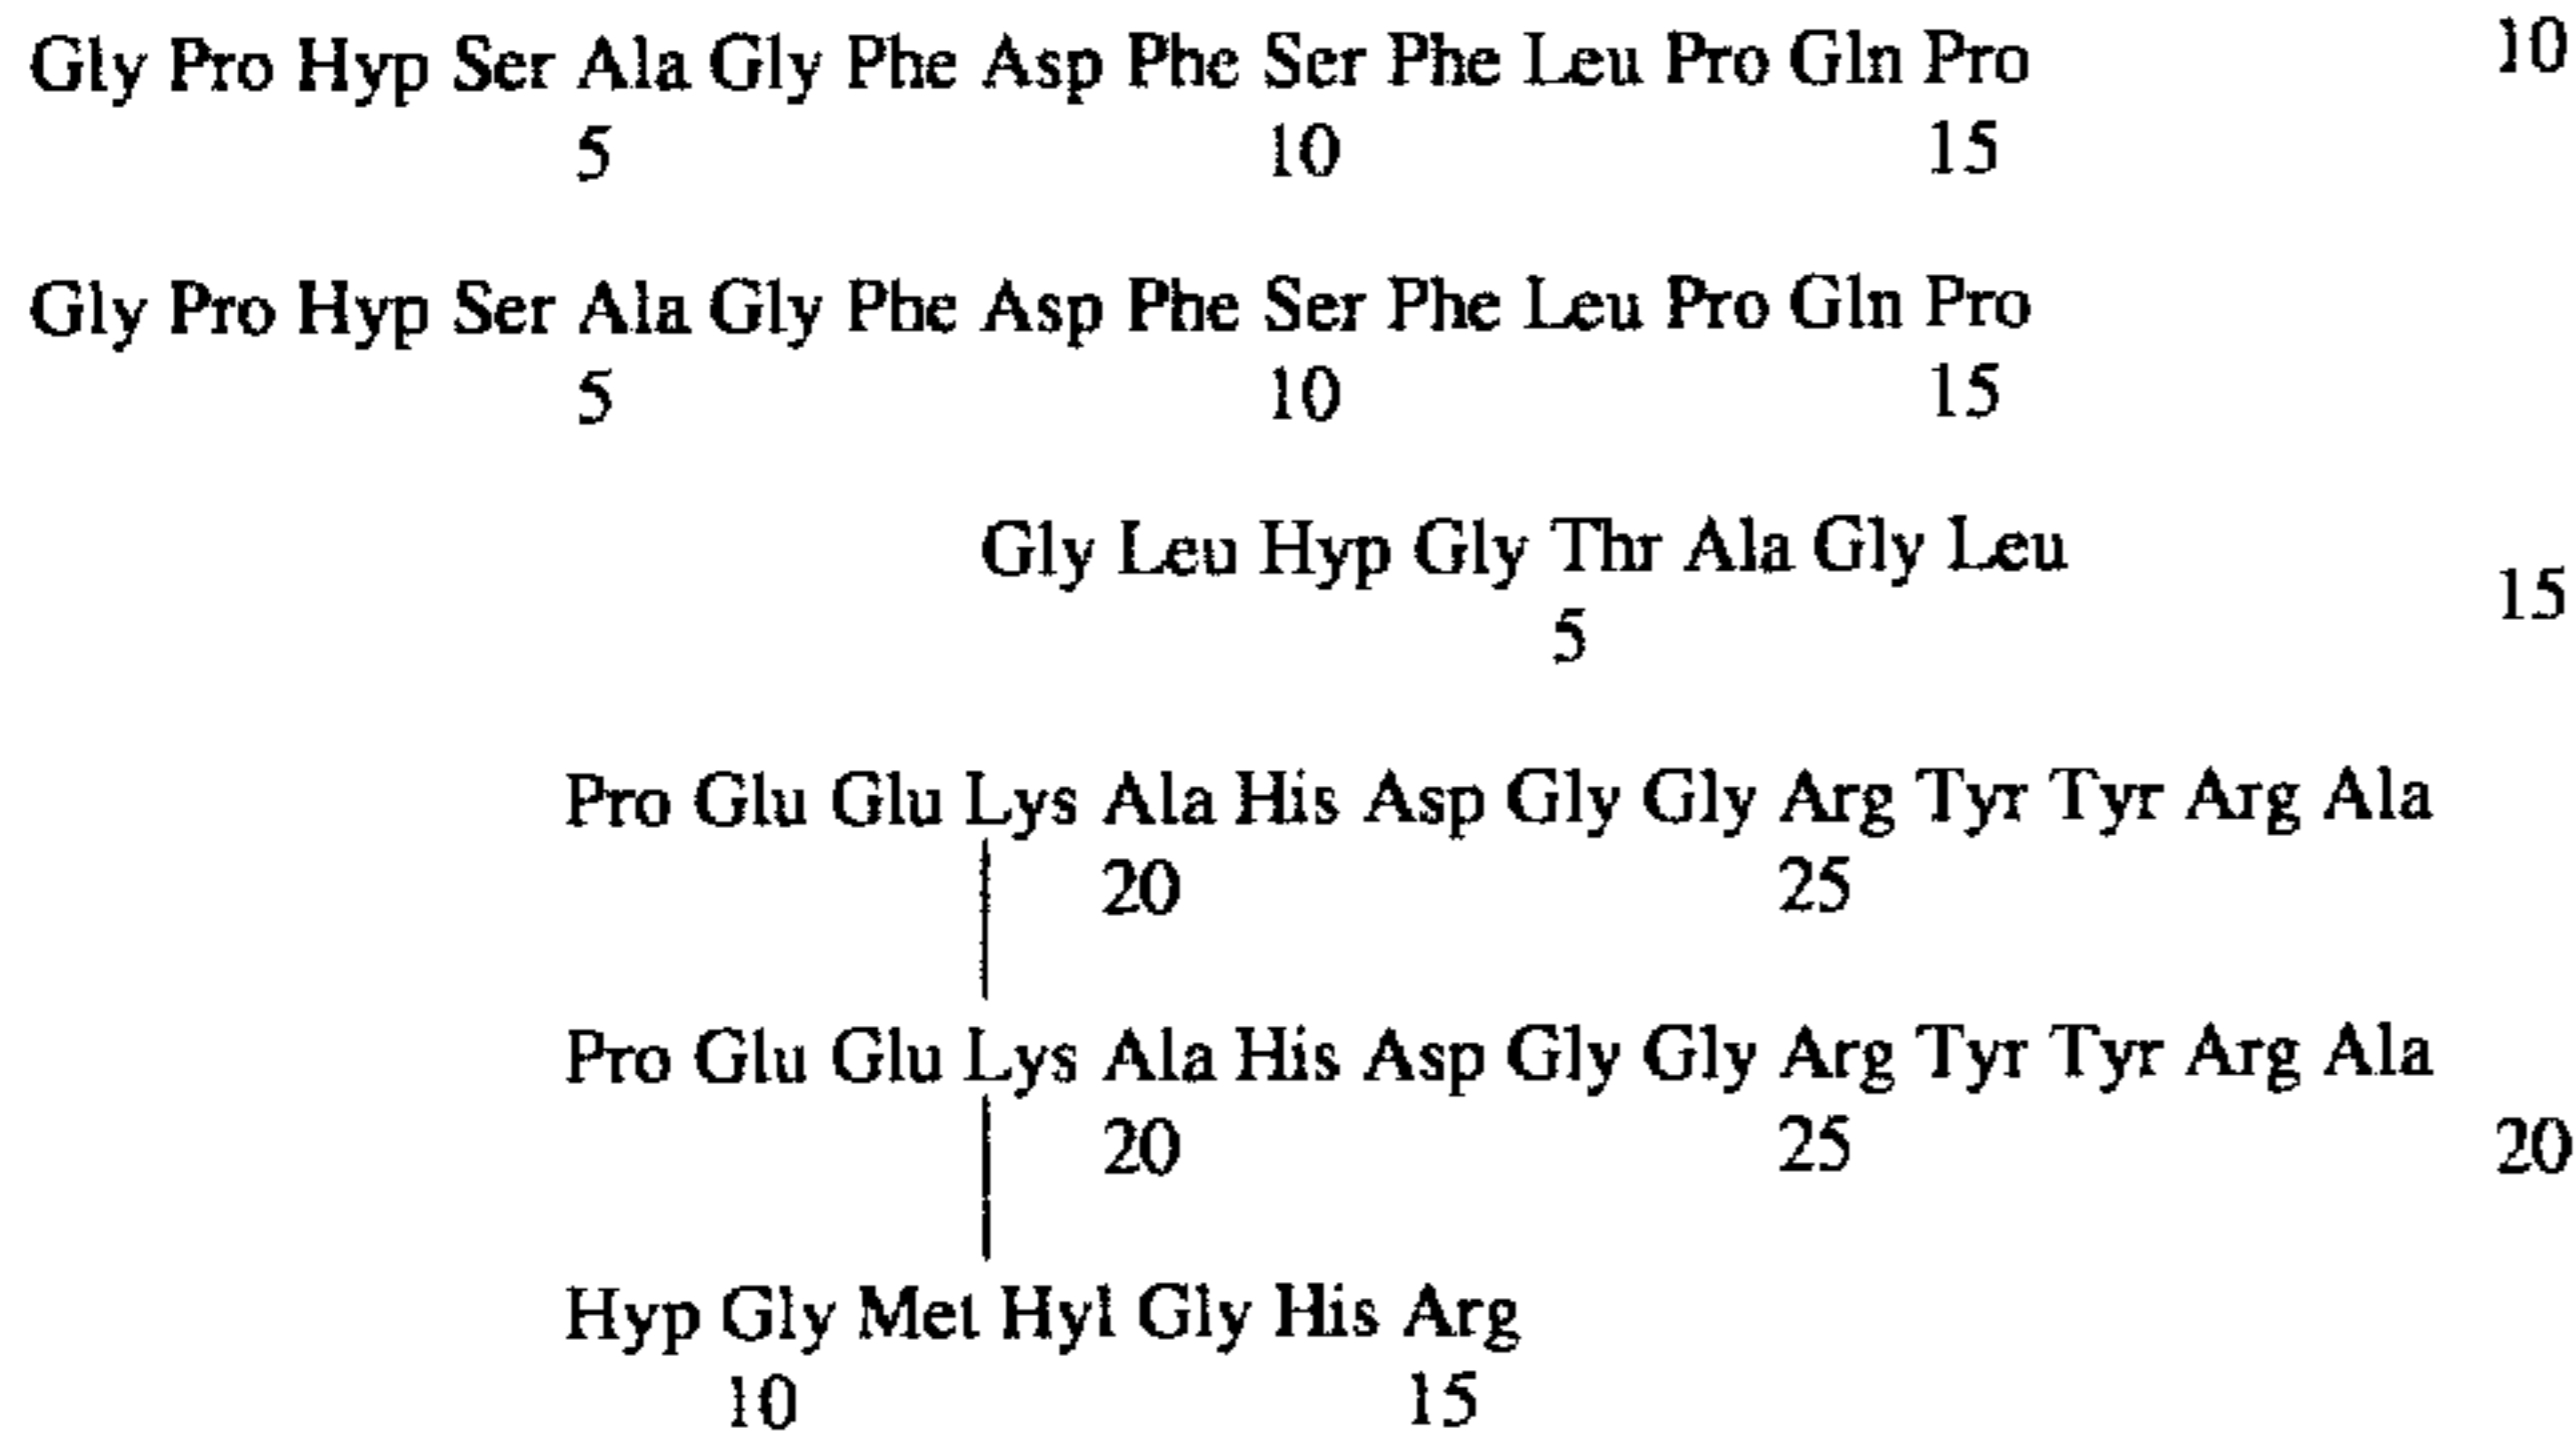 Gly Pro Hyp Ser Ala Gly Phe Asp Phe Ser Phe Leu Pro Gln Pro 10
5 10 15
Gly Pro Hyp Ser Ala Gly Phe Asp Phe Ser Phe Leu Pro Gln Pro
5 10 15
Gly Leu Hyp Gly Thr Ala Gly Leu
15
5
Pro Glu Glu Lys Ala His Asp Gly Gly Arg Tyr Tyr Arg Ala
20 25
Pro Glu Glu Lys Ala His Asp Gly Gly Arg Tyr Tyr Arg Ala
20 25 20
Hyp Gly Met Hyl Gly His Arg
10 15